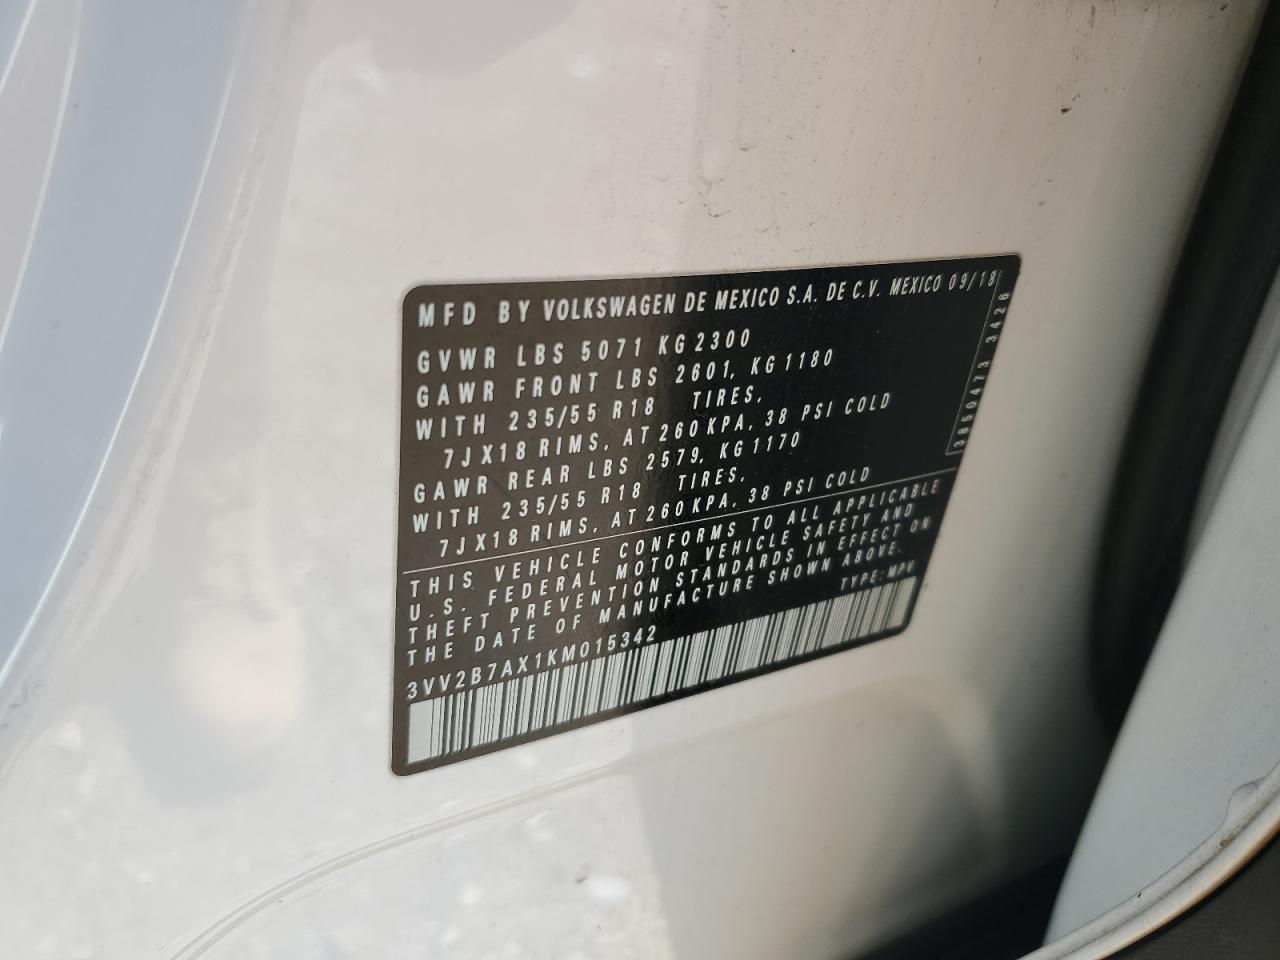 MFD BY VOLKSWAGEN DE MEXICO S.A. DE C.V. MEXICO 09/18
GVWR LBS 5071 KG 2300
GAWR FRONT LBS 2601, KG 1180
WITH 235/55 R18 TIRES,
7JX18 RIMS, AT 260 KPA, 38 PSI COLD
GAWR REAR LBS 2579, KG 1170
WITH 235/55 R18 TIRES,
7JX18 RIMS, AT 260 KPA, 38 PSI COLD
THIS VEHICLE CONFORMS TO ALL APPLICABLE
U.S. FEDERAL MOTOR VEHICLE SAFETY AND
THEFT PREVENTION STANDARDS IN EFFECT ON
THE DATE OF MANUFACTURE SHOWN ABOVE.
TYPE: MPV
3VV2B7AX1KM015342
3850473 3426